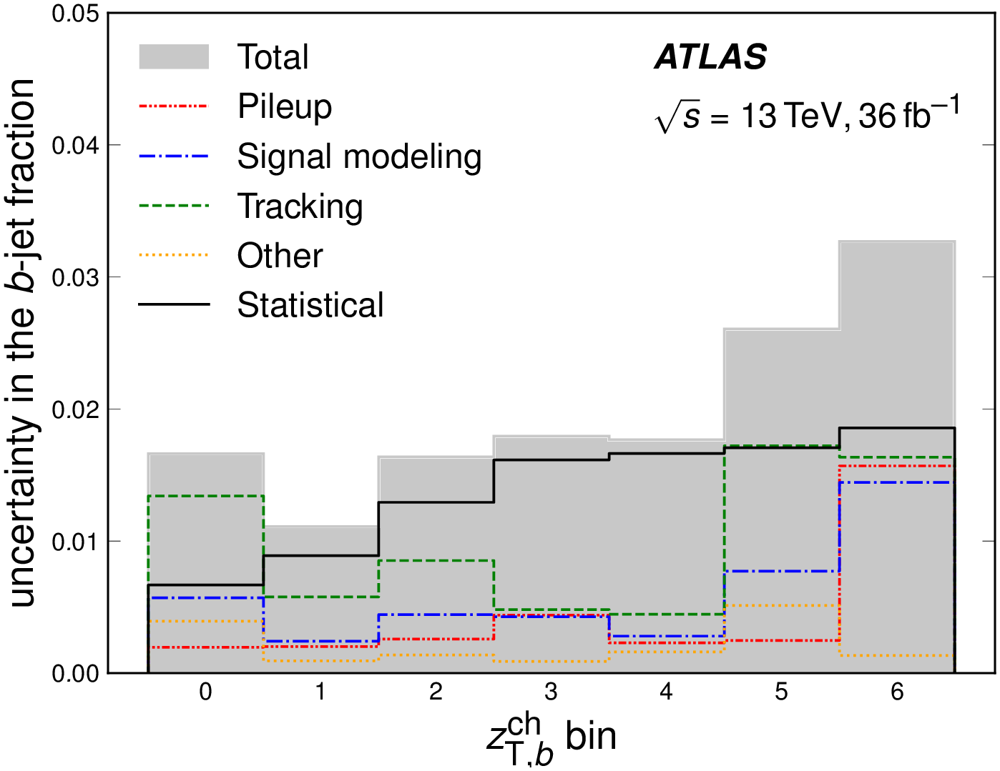 uncertainty in the b-jet fraction
0.05
0.04
0.03
0.02
0.01
0.00
Total
Pileup
Signal modeling
Tracking
Other
Statistical
ATLAS
√s = 13 TeV, 36 fb⁻¹
0 1 2 3 4 5 6
z^ch_T,b bin